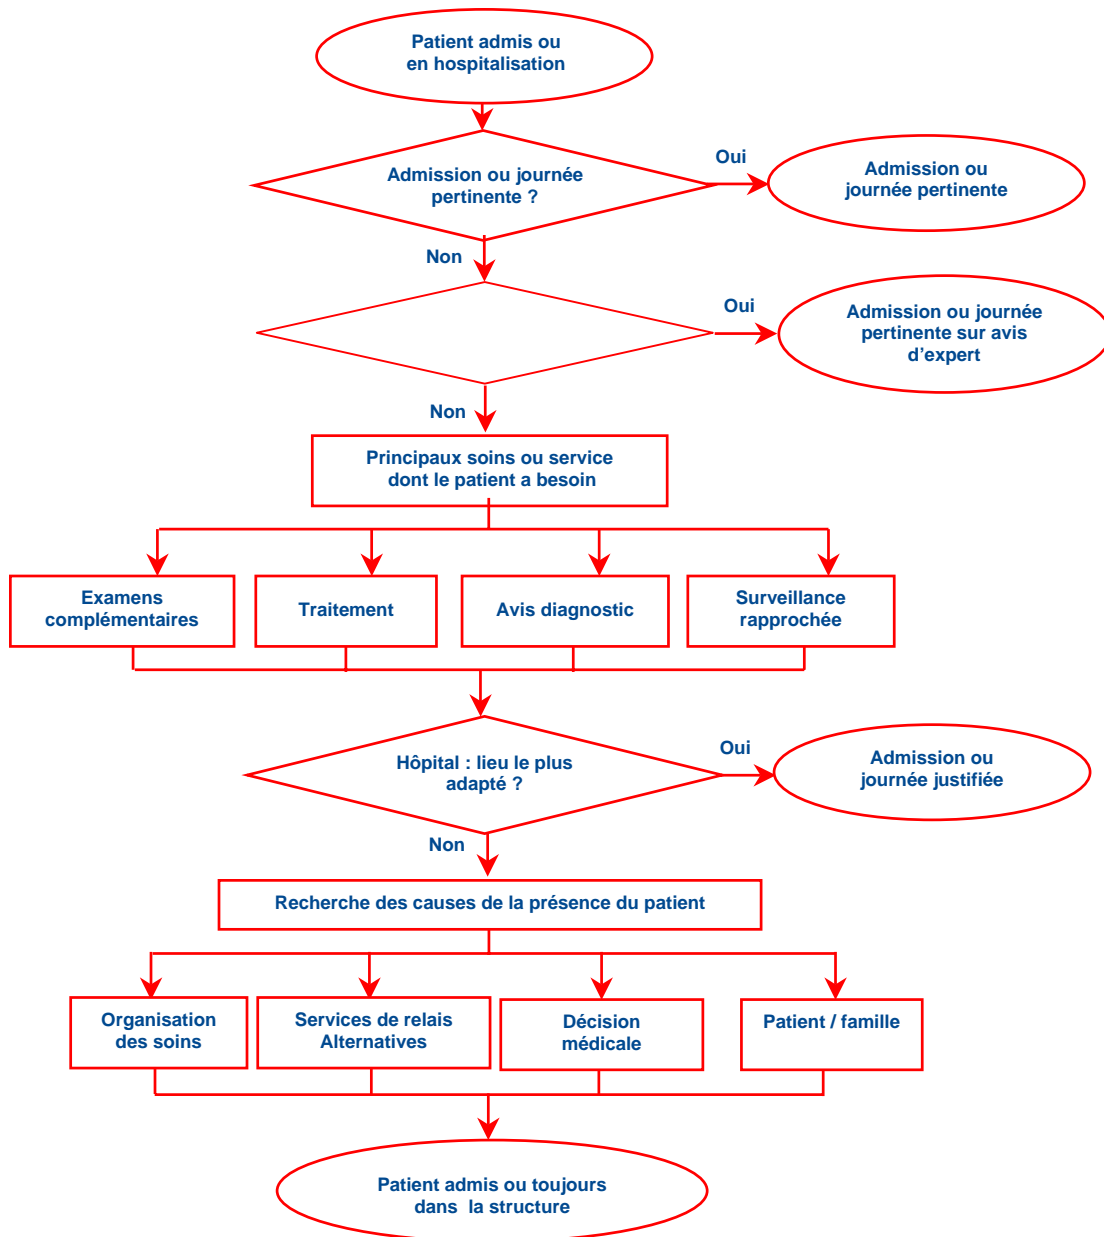 Patient admis ou
en hospitalisation
Admission ou journée
pertinente ?
Oui
Admission ou
journée pertinente
Non
Oui
Admission ou journée
pertinente sur avis
d’expert
Non
Principaux soins ou service
dont le patient a besoin
Examens
complémentaires
Traitement
Avis diagnostic
Surveillance
rapprochée
Hôpital : lieu le plus
adapté ?
Oui
Admission ou
journée justifiée
Non
Recherche des causes de la présence du patient
Organisation
des soins
Services de relais
Alternatives
Décision
médicale
Patient / famille
Patient admis ou toujours
dans  la structure